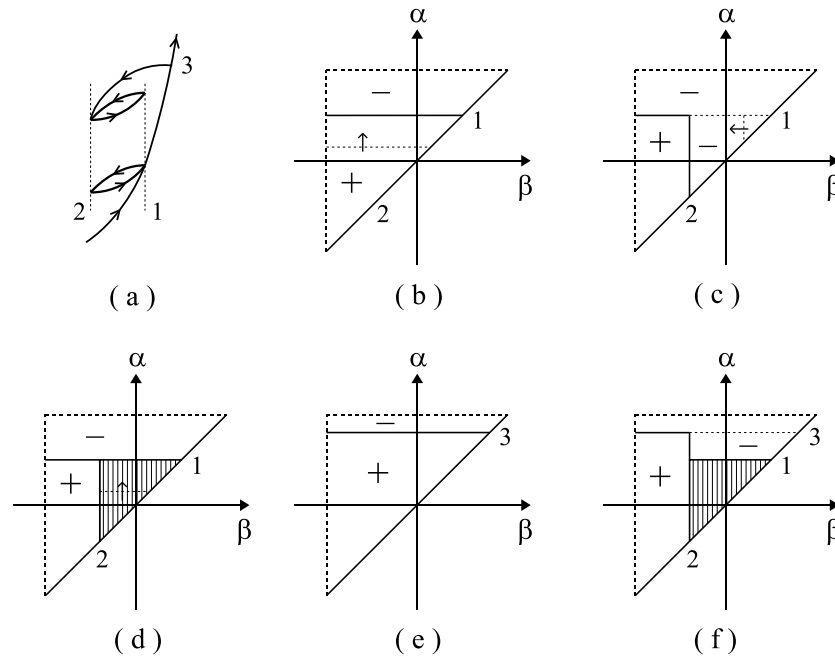 α α
3
− −
1 1
+ −
+
β β
2 1 2 2
( a ) ( b ) ( c )
α α α
− − 3 3
−
1 + 1
+ +
β β β
2 2
( d ) ( e ) ( f )